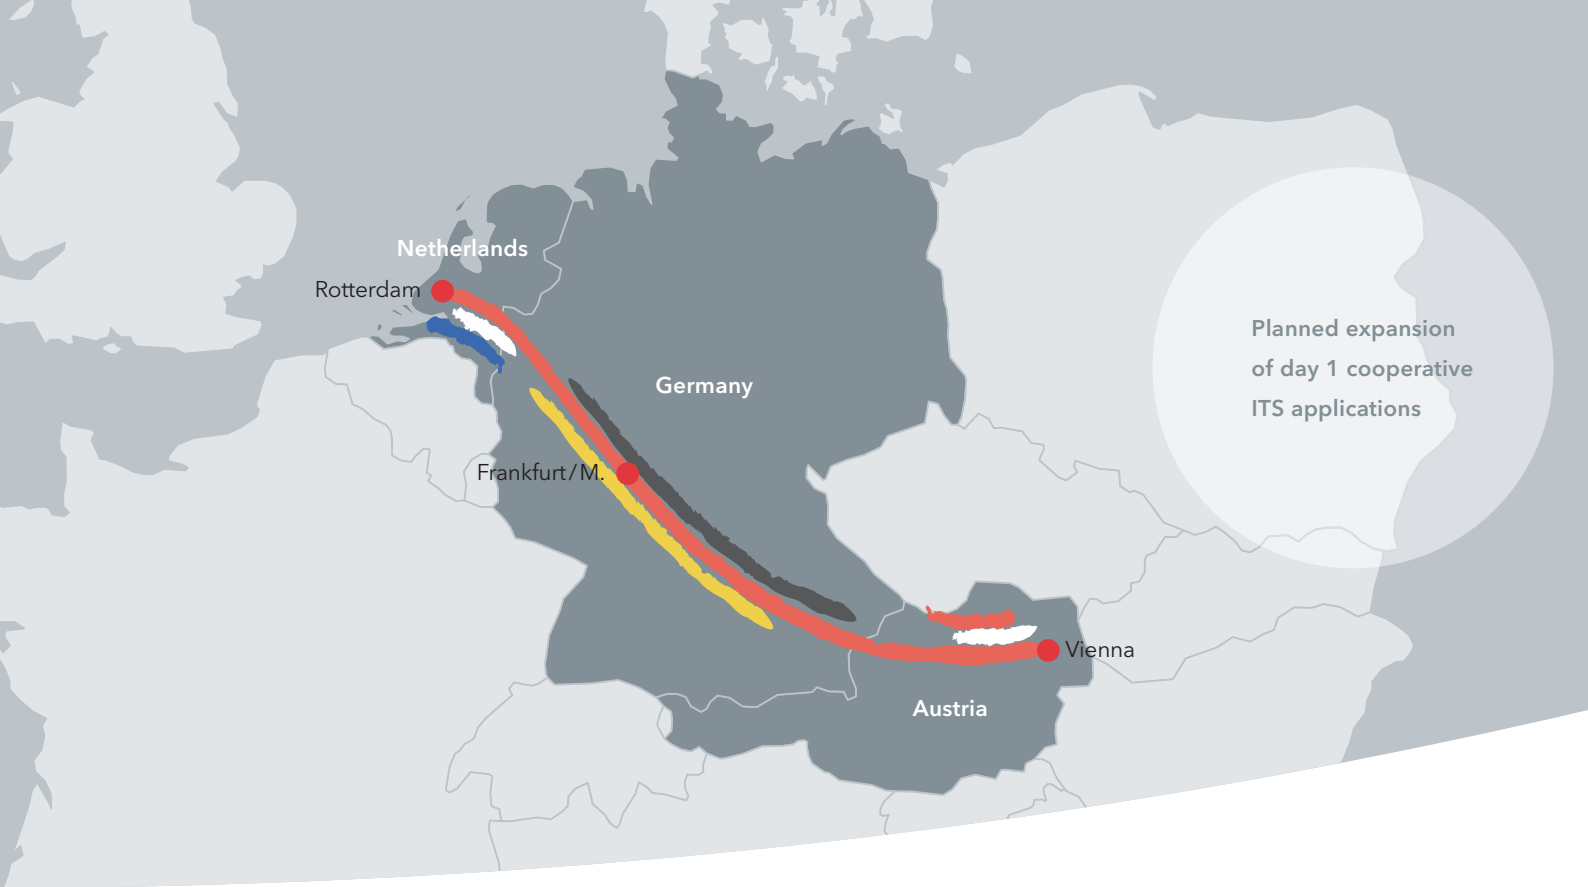 Netherlands
Rotterdam
Planned expansion
of day 1 cooperative
ITS applications
Germany
Frankfurt/M.
Vienna
Austria